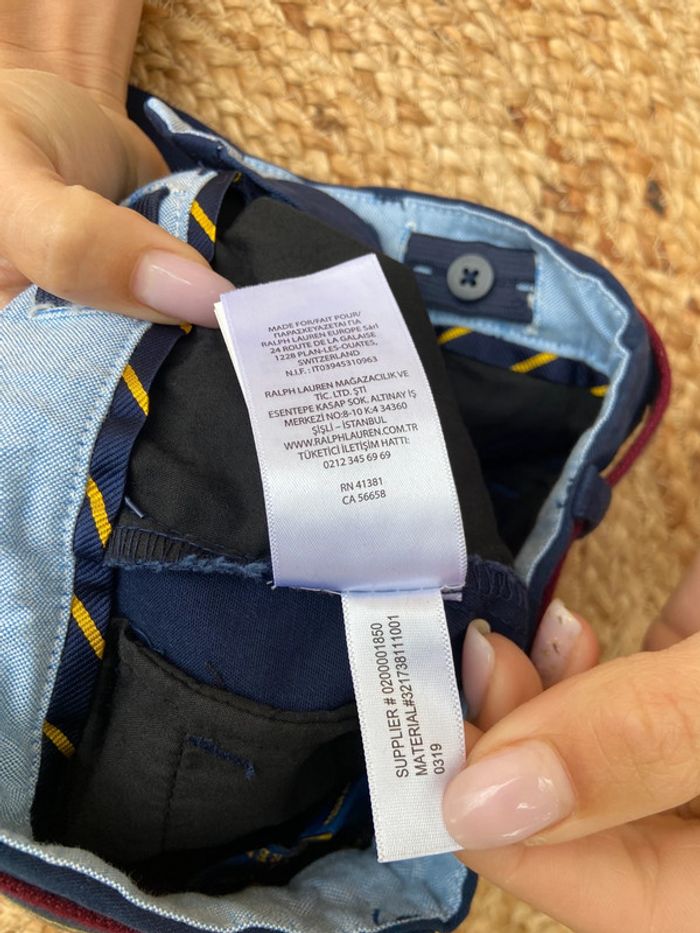 MADE FOR/FAIT POUR/
ΠΑΡΑΣΚΕΥΑΖΕΤΑΙ ΓΙΑ
RALPH LAUREN EUROPE Sàrl
24 ROUTE DE LA GALAISE
1228 PLAN-LES-OUATES,
SWITZERLAND
N.I.F. : IT03945310963
RALPH LAUREN MAĞAZACILIK VE
TİC. LTD. ŞTİ
ESENTEPE KASAP SOK. ALTINAY İŞ
MERKEZİ NO:8-10 K:4 34360
ŞİŞLİ – İSTANBUL
WWW.RALPHLAUREN.COM.TR
TÜKETİCİ İLETİŞİM HATTI:
0212 345 69 69
RN 41381
CA 56658
SUPPLIER # 0200001850
MATERIAL#321738111001
0319